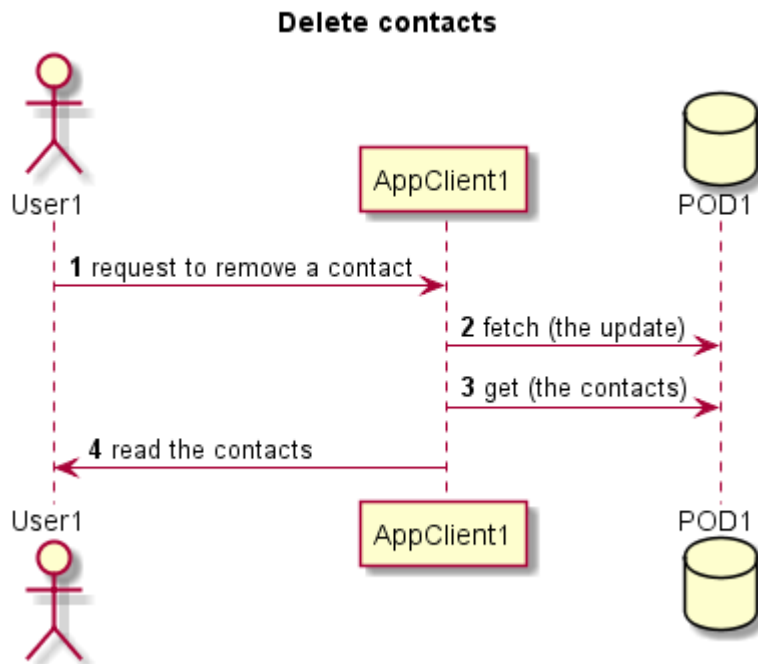 Delete contacts
User1
AppClient1
POD1
1 request to remove a contact
2 fetch (the update)
3 get (the contacts)
4 read the contacts
User1
AppClient1
POD1